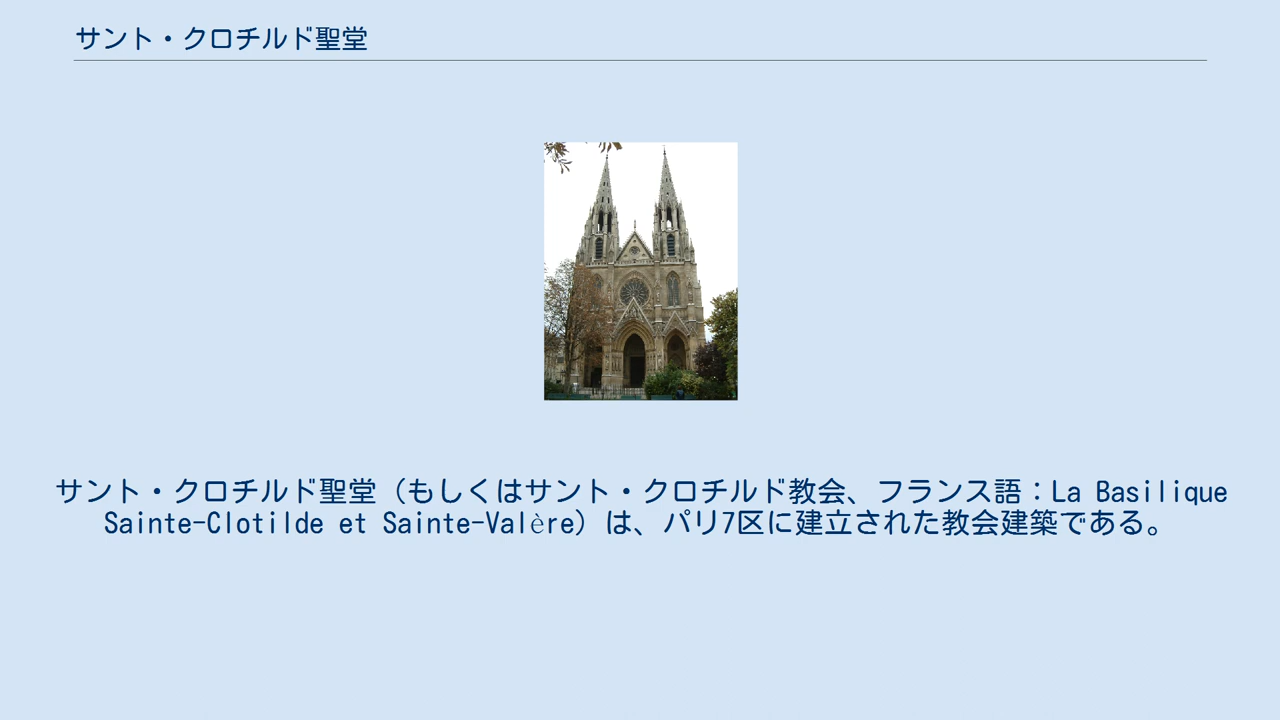 サント・クロチルド聖堂
サント・クロチルド聖堂（もしくはサント・クロチルド教会、フランス語：La Basilique
Sainte-Clotilde et Sainte-Valère）は、パリ7区に建立された教会建築である。